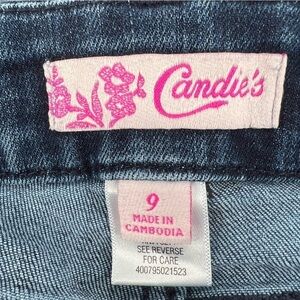 Candie's
9
MADE IN
CAMBODIA
SEE REVERSE
FOR CARE
400795021523